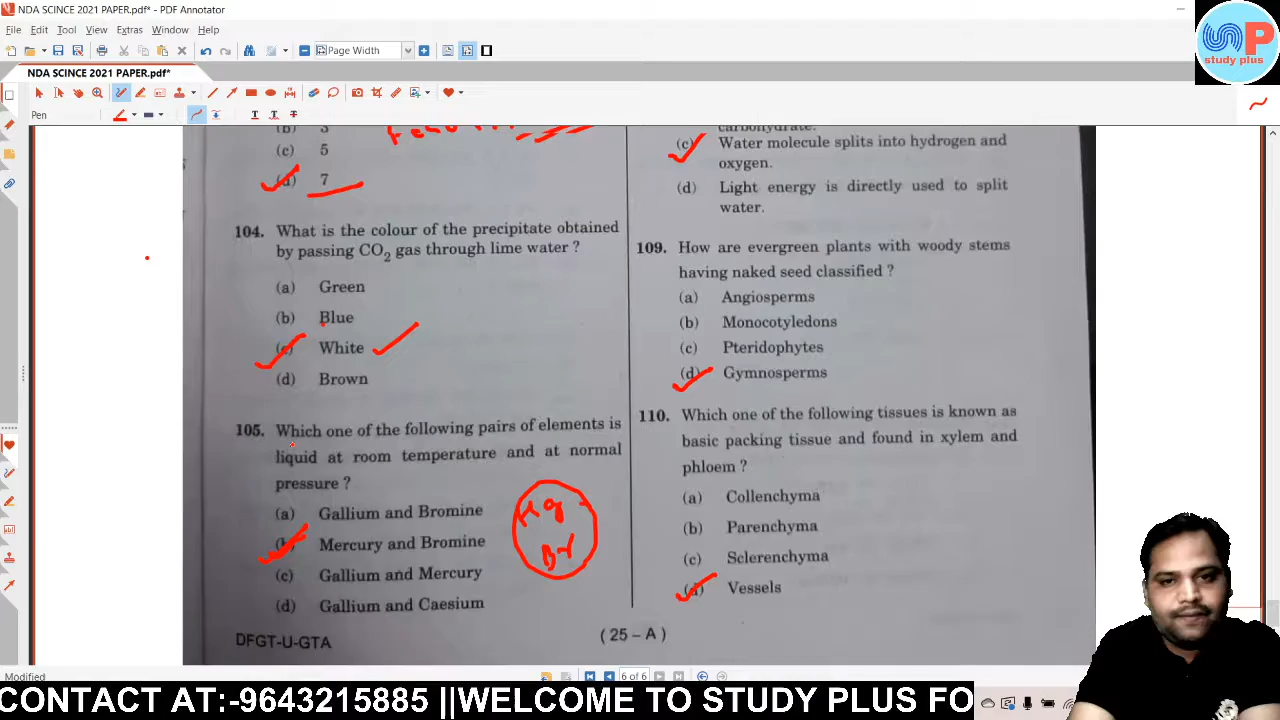 NDA SCINCE 2021 PAPER.pdf* - PDF Annotator
File Edit Tool View Extras Window Help
Page Width
NDA SCINCE 2021 PAPER.pdf*
Pen
SP
study plus
(b) 3
(c) 5
(d) 7
104. What is the colour of the precipitate obtained
by passing CO2 gas through lime water ?
(a) Green
(b) Blue
(c) White
(d) Brown
105. Which one of the following pairs of elements is
liquid at room temperature and at normal
pressure ?
(a) Gallium and Bromine
(b) Mercury and Bromine
(c) Gallium and Mercury
(d) Gallium and Caesium
Hg
Br
DFGT-U-GTA
carbohydrate.
(c) Water molecule splits into hydrogen and
oxygen.
(d) Light energy is directly used to split
water.
109. How are evergreen plants with woody stems
having naked seed classified ?
(a) Angiosperms
(b) Monocotyledons
(c) Pteridophytes
(d) Gymnosperms
110. Which one of the following tissues is known as
basic packing tissue and found in xylem and
phloem ?
(a) Collenchyma
(b) Parenchyma
(c) Sclerenchyma
(d) Vessels
( 25 – A )
Modified
6 of 6
CONTACT AT:-9643215885 ||WELCOME TO STUDY PLUS FO